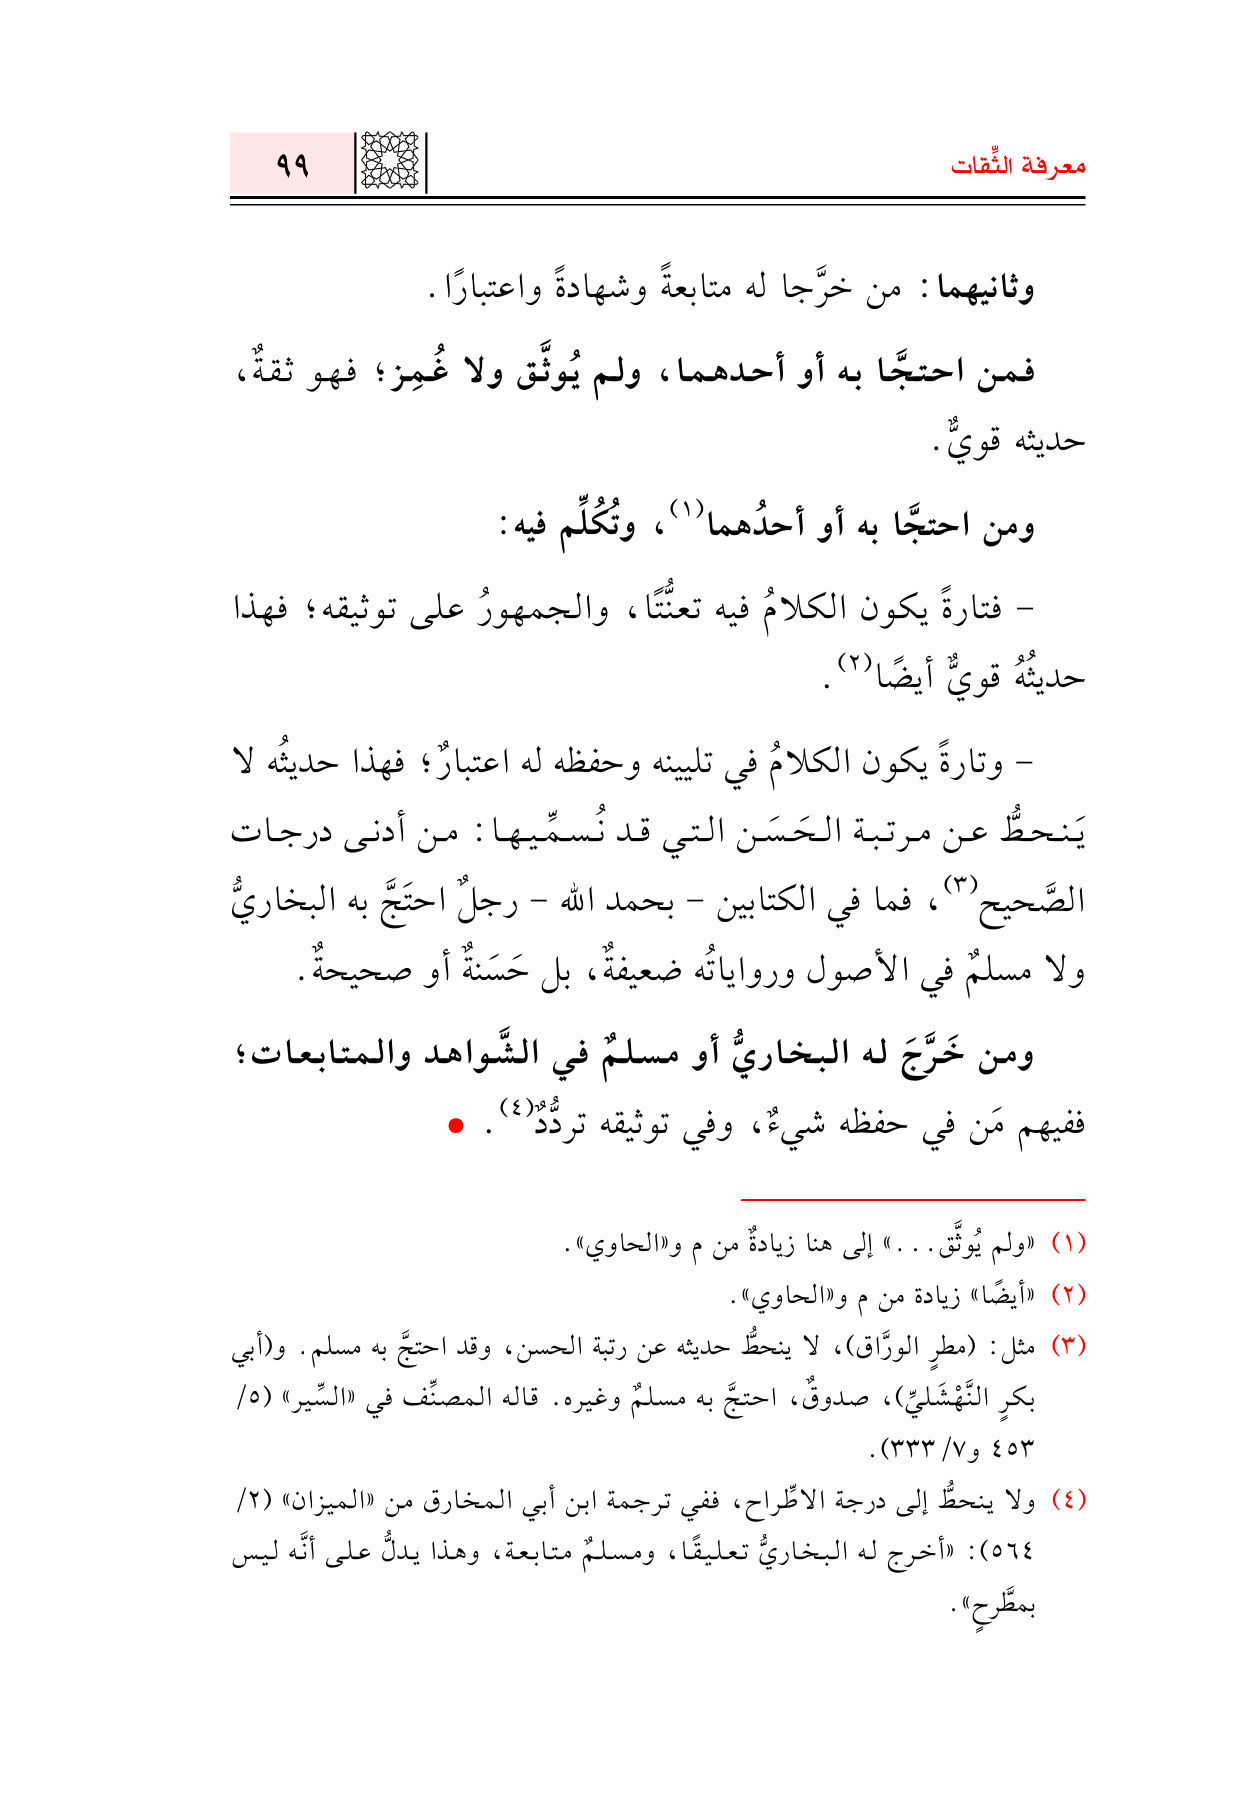 معرفة الثِّقات
٩٩
وثانيهما: من خرَّجا له متابعةً وشهادةً واعتبارًا.
فمن احتجَّا به أو أحدهما، ولم يُوثَّق ولا غُمِز؛ فهو ثقةٌ،
حديثه قويٌّ.
ومن احتجَّا به أو أحدُهما(١)، وتُكُلِّم فيه:
– فتارةً يكون الكلامُ فيه تعنُّتًا، والجمهورُ على توثيقه؛ فهذا
حديثُهُ قويٌّ أيضًا(٢).
– وتارةً يكون الكلامُ في تليينه وحفظه له اعتبارٌ؛ فهذا حديثُه لا
يَنحطُّ عن مرتبة الحَسَن التي قد نُسمِّيها: من أدنى درجات
الصَّحيح(٣)، فما في الكتابين – بحمد الله – رجلٌ احتَجَّ به البخاريُّ
ولا مسلمٌ في الأصول ورواياتُه ضعيفةٌ، بل حَسَنةٌ أو صحيحةٌ.
ومن خَرَّجَ له البخاريُّ أو مسلمٌ في الشَّواهد والمتابعات؛
ففيهم مَن في حفظه شيءٌ، وفي توثيقه تردُّدٌ(٤). ●
(١) «ولم يُوثَّق...» إلى هنا زيادةٌ من م و«الحاوي».
(٢) «أيضًا» زيادة من م و«الحاوي».
(٣) مثل: (مطرٍ الورَّاق)، لا ينحطُّ حديثه عن رتبة الحسن، وقد احتجَّ به مسلم. و(أبي
بكرٍ النَّهْشَليِّ)، صدوقٌ، احتجَّ به مسلمٌ وغيره. قاله المصنِّف في «السِّير» (٥/
٤٥٣ و٧/ ٣٣٣).
(٤) ولا ينحطُّ إلى درجة الاطِّراح، ففي ترجمة ابن أبي المخارق من «الميزان» (٢/
٥٦٤): «أخرج له البخاريُّ تعليقًا، ومسلمٌ متابعة، وهذا يدلُّ على أنَّه ليس
بمطَّرحٍ».